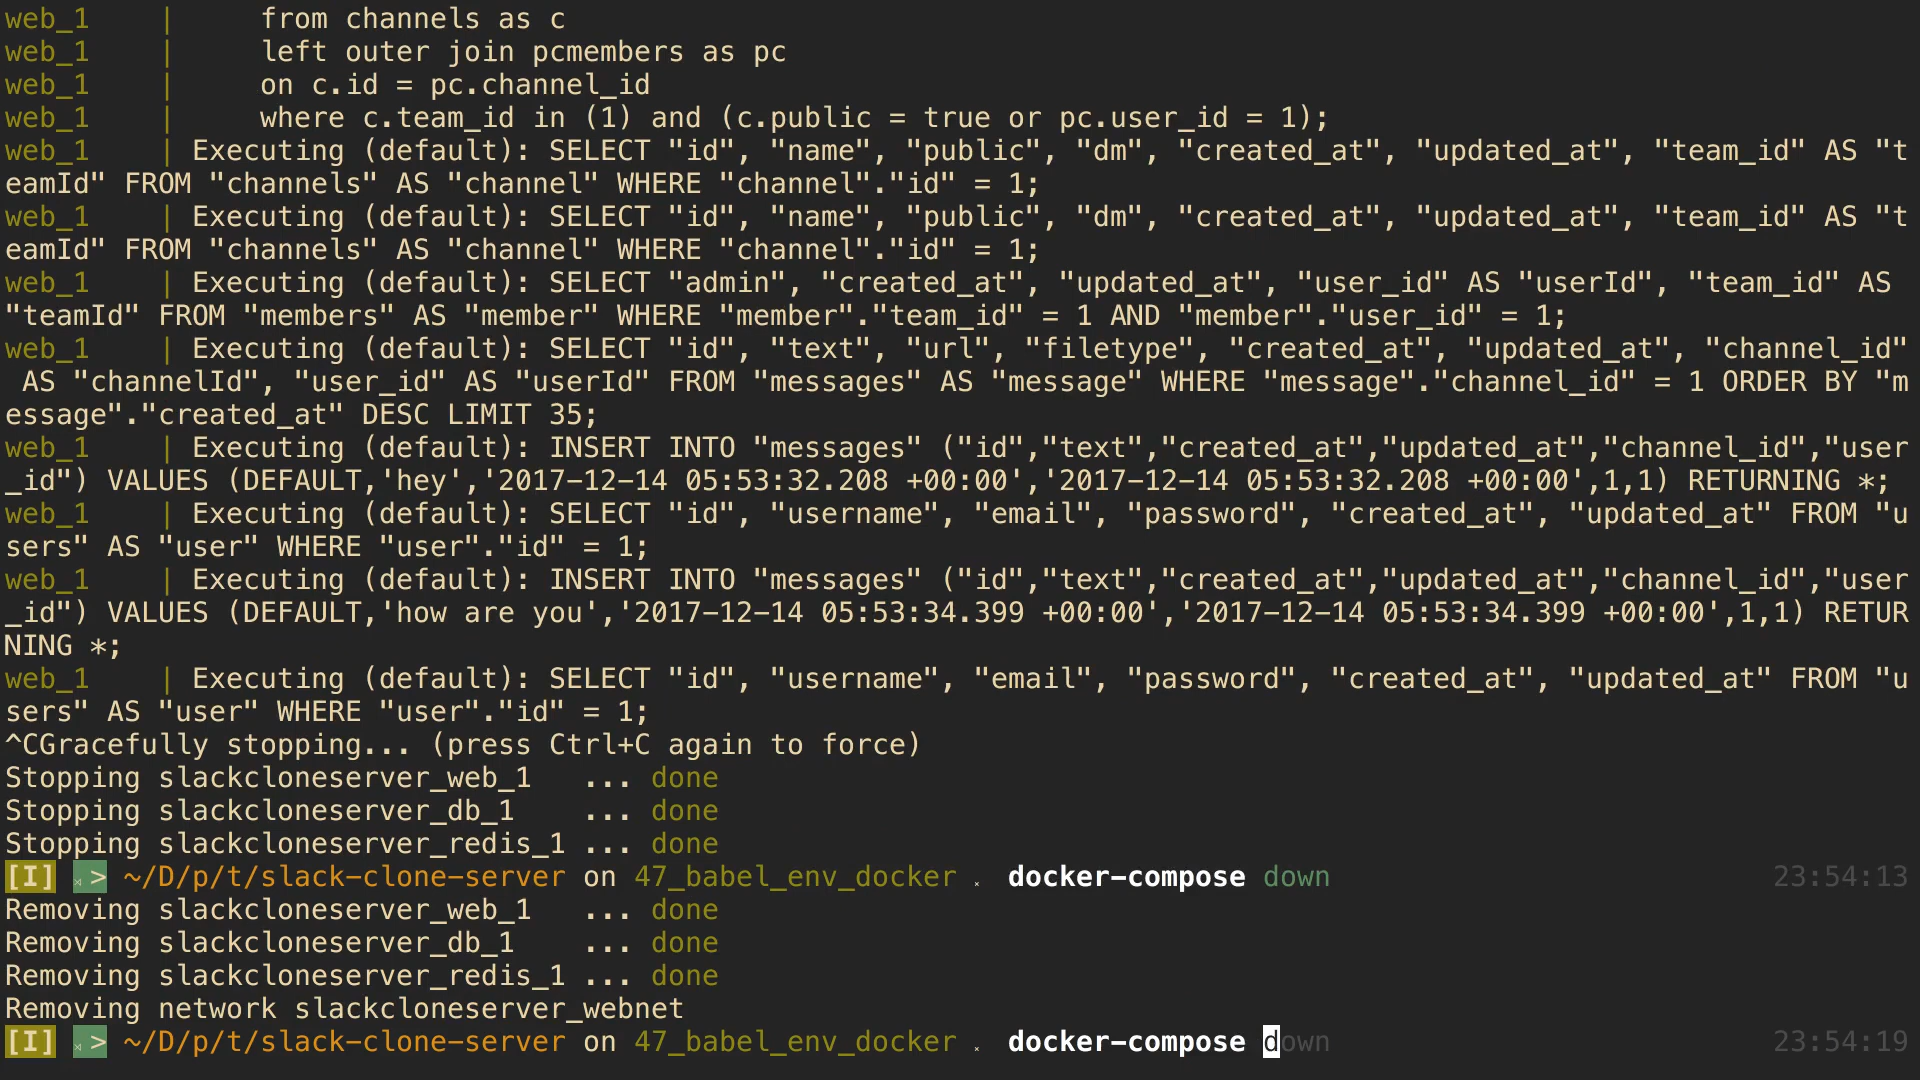 web_1    |     from channels as c
web_1    |     left outer join pcmembers as pc
web_1    |     on c.id = pc.channel_id
web_1    |     where c.team_id in (1) and (c.public = true or pc.user_id = 1);
web_1    | Executing (default): SELECT "id", "name", "public", "dm", "created_at", "updated_at", "team_id" AS "t
eamId" FROM "channels" AS "channel" WHERE "channel"."id" = 1;
web_1    | Executing (default): SELECT "id", "name", "public", "dm", "created_at", "updated_at", "team_id" AS "t
eamId" FROM "channels" AS "channel" WHERE "channel"."id" = 1;
web_1    | Executing (default): SELECT "admin", "created_at", "updated_at", "user_id" AS "userId", "team_id" AS
"teamId" FROM "members" AS "member" WHERE "member"."team_id" = 1 AND "member"."user_id" = 1;
web_1    | Executing (default): SELECT "id", "text", "url", "filetype", "created_at", "updated_at", "channel_id"
 AS "channelId", "user_id" AS "userId" FROM "messages" AS "message" WHERE "message"."channel_id" = 1 ORDER BY "m
essage"."created_at" DESC LIMIT 35;
web_1    | Executing (default): INSERT INTO "messages" ("id","text","created_at","updated_at","channel_id","user
_id") VALUES (DEFAULT,'hey','2017-12-14 05:53:32.208 +00:00','2017-12-14 05:53:32.208 +00:00',1,1) RETURNING *;
web_1    | Executing (default): SELECT "id", "username", "email", "password", "created_at", "updated_at" FROM "u
sers" AS "user" WHERE "user"."id" = 1;
web_1    | Executing (default): INSERT INTO "messages" ("id","text","created_at","updated_at","channel_id","user
_id") VALUES (DEFAULT,'how are you','2017-12-14 05:53:34.399 +00:00','2017-12-14 05:53:34.399 +00:00',1,1) RETUR
NING *;
web_1    | Executing (default): SELECT "id", "username", "email", "password", "created_at", "updated_at" FROM "u
sers" AS "user" WHERE "user"."id" = 1;
^CGracefully stopping... (press Ctrl+C again to force)
Stopping slackcloneserver_web_1   ... done
Stopping slackcloneserver_db_1    ... done
Stopping slackcloneserver_redis_1 ... done
[I] > ~/D/p/t/slack-clone-server on 47_babel_env_docker . docker-compose down 23:54:13
Removing slackcloneserver_web_1   ... done
Removing slackcloneserver_db_1    ... done
Removing slackcloneserver_redis_1 ... done
Removing network slackcloneserver_webnet
[I] > ~/D/p/t/slack-clone-server on 47_babel_env_docker . docker-compose down 23:54:19